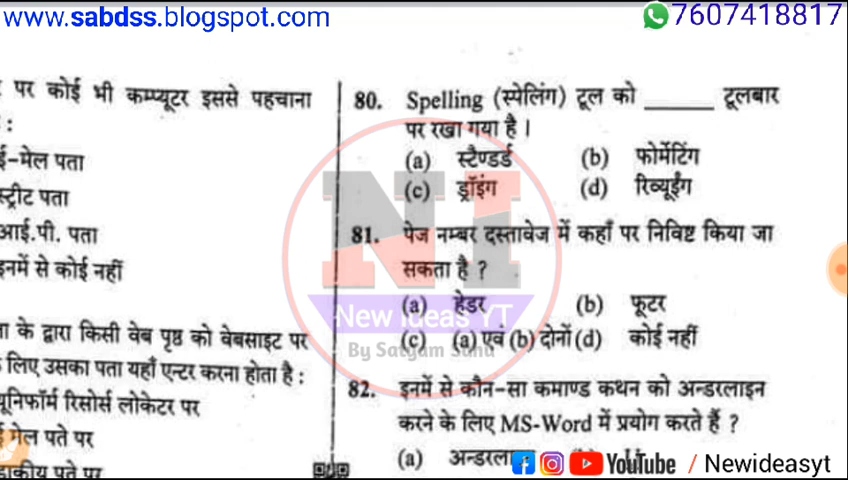 www.sabdss.blogspot.com
7607418817
पर कोई भी कम्प्यूटर इससे पहचाना
:
ई-मेल पता
स्ट्रीट पता
आई.पी. पता
इनमें से कोई नहीं
के द्वारा किसी वेब पृष्ठ को वेबसाइट पर
लिए उसका पता यहाँ एन्टर करना होता है :
यूनिफॉर्म रिसोर्स लोकेटर पर
मेल पते पर
80. Spelling (स्पेलिंग) टूल को ______ टूलबार
पर रखा गया है ।
(a) स्टैण्डर्ड (b) फोर्मेटिंग
(c) ड्रॉइंग (d) रिव्यूईंग
81. पेज नम्बर दस्तावेज में कहाँ पर निविष्ट किया जा
सकता है ?
(a) हेडर (b) फूटर
(c) (a) एवं (b) दोनों (d) कोई नहीं
82. इनमें से कौन-सा कमाण्ड कथन को अन्डरलाइन
करने के लिए MS-Word में प्रयोग करते हैं ?
(a)
NI
New Ideas YT
By Satyam Sahu
YouTube / Newideasyt